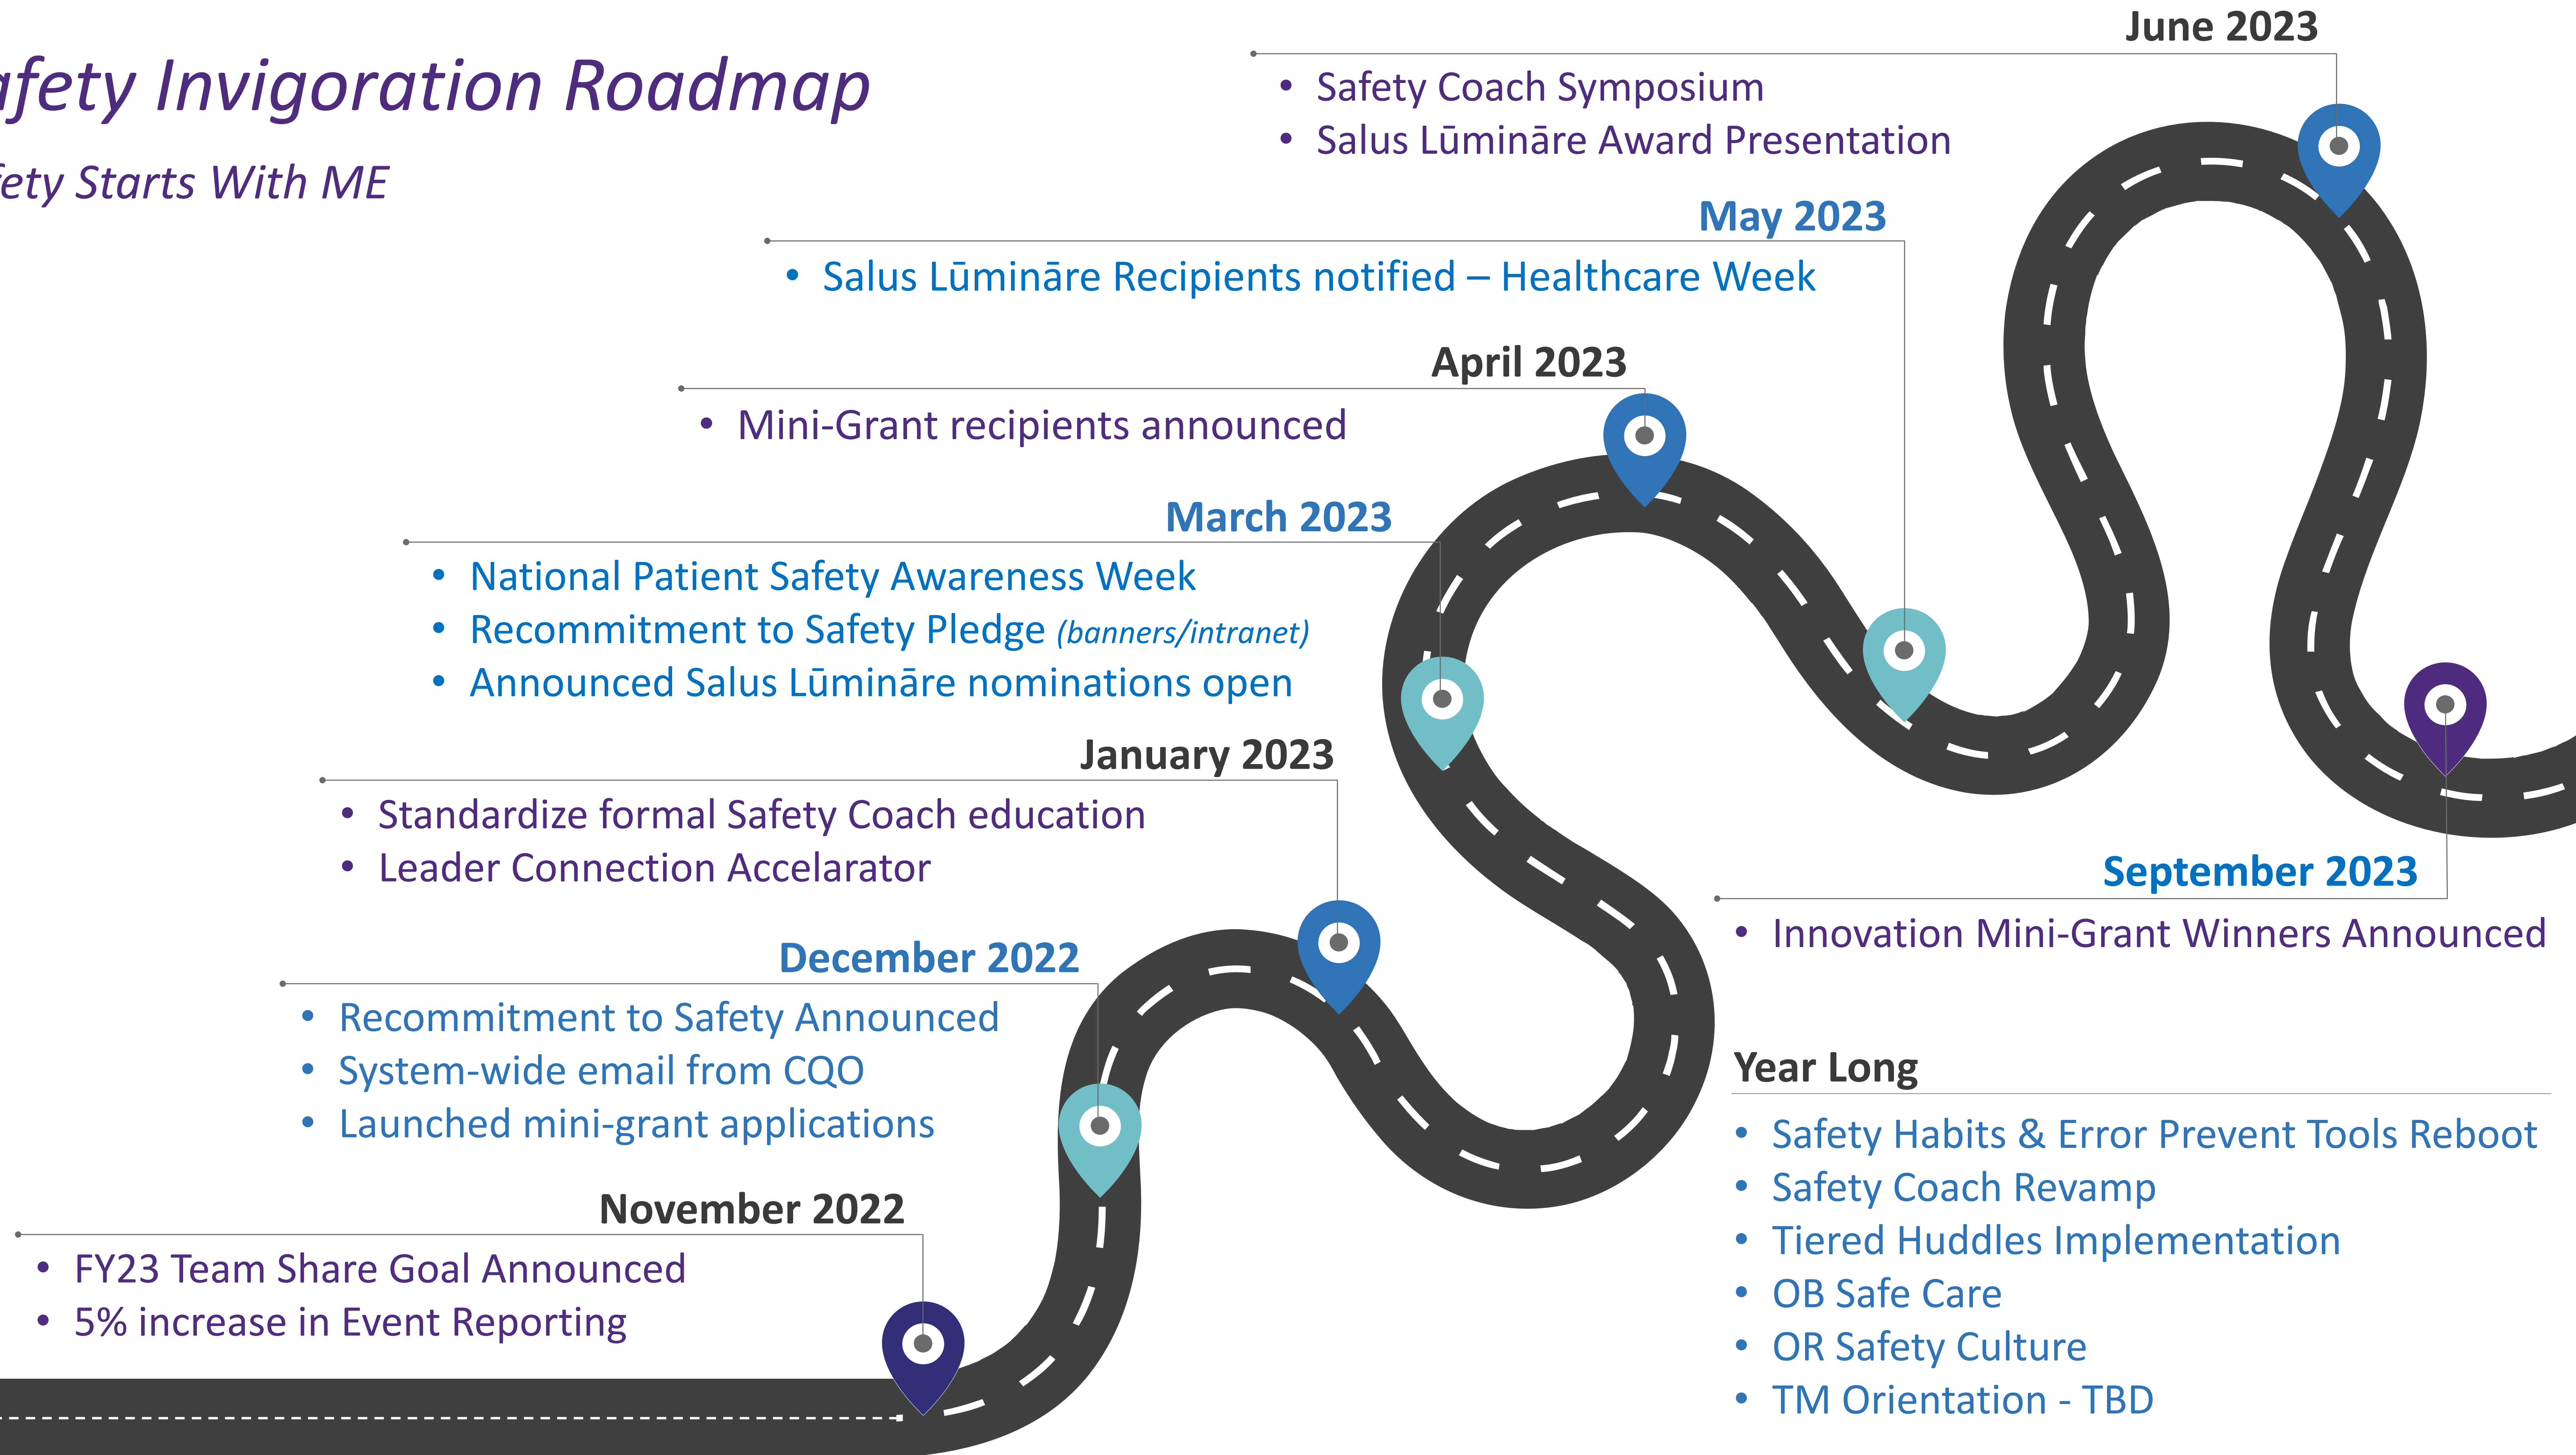 afety Invigoration Roadmap
fety Starts With ME
June 2023
• Safety Coach Symposium
• Salus Lūmināre Award Presentation
May 2023
• Salus Lūmināre Recipients notified – Healthcare Week
April 2023
• Mini-Grant recipients announced
March 2023
• National Patient Safety Awareness Week
• Recommitment to Safety Pledge (banners/intranet)
• Announced Salus Lūmināre nominations open
January 2023
• Standardize formal Safety Coach education
• Leader Connection Accelarator
December 2022
• Recommitment to Safety Announced
• System-wide email from CQO
• Launched mini-grant applications
November 2022
• FY23 Team Share Goal Announced
• 5% increase in Event Reporting
September 2023
• Innovation Mini-Grant Winners Announced
Year Long
• Safety Habits & Error Prevent Tools Reboot
• Safety Coach Revamp
• Tiered Huddles Implementation
• OB Safe Care
• OR Safety Culture
• TM Orientation - TBD